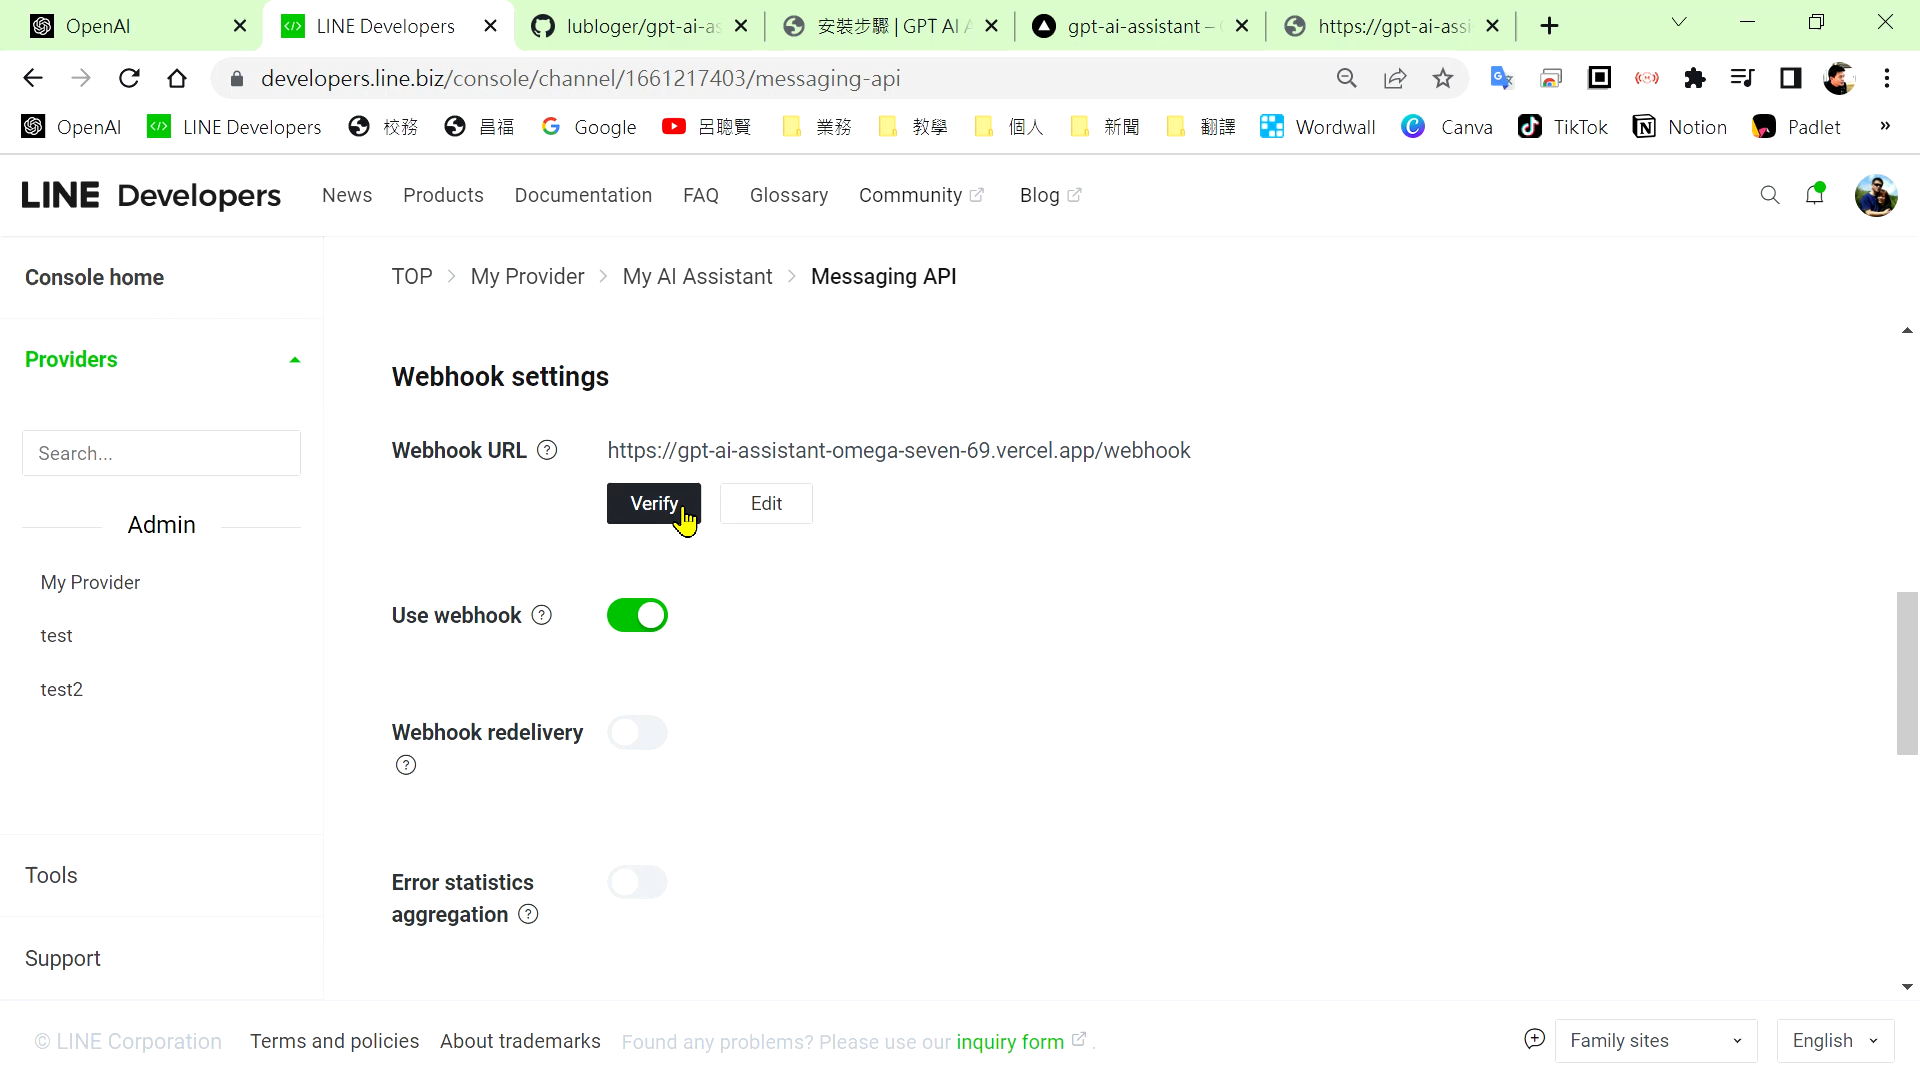 OpenAI
LINE Developers
lubloger/gpt-ai-as
安裝步驟 | GPT AI A
gpt-ai-assistant –
https://gpt-ai-assi
developers.line.biz/console/channel/1661217403/messaging-api
OpenAI
LINE Developers
校務
昌福
Google
呂聰賢
業務
教學
個人
新聞
翻譯
Wordwall
Canva
TikTok
Notion
Padlet
»
LINE Developers
News
Products
Documentation
FAQ
Glossary
Community
Blog
Console home
Providers
Search...
Admin
My Provider
test
test2
Tools
Support
TOP > My Provider > My AI Assistant > Messaging API
Webhook settings
Webhook URL
https://gpt-ai-assistant-omega-seven-69.vercel.app/webhook
Verify
Edit
Use webhook
Webhook redelivery
Error statistics
aggregation
© LINE Corporation
Terms and policies
About trademarks
Found any problems? Please use our inquiry form .
Family sites
English